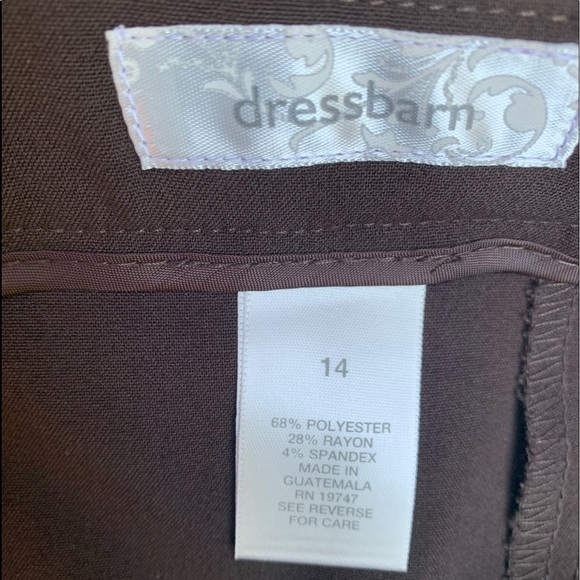 dressbarn
14
68% POLYESTER
28% RAYON
4% SPANDEX
MADE IN
GUATEMALA
RN 19747
SEE REVERSE
FOR CARE